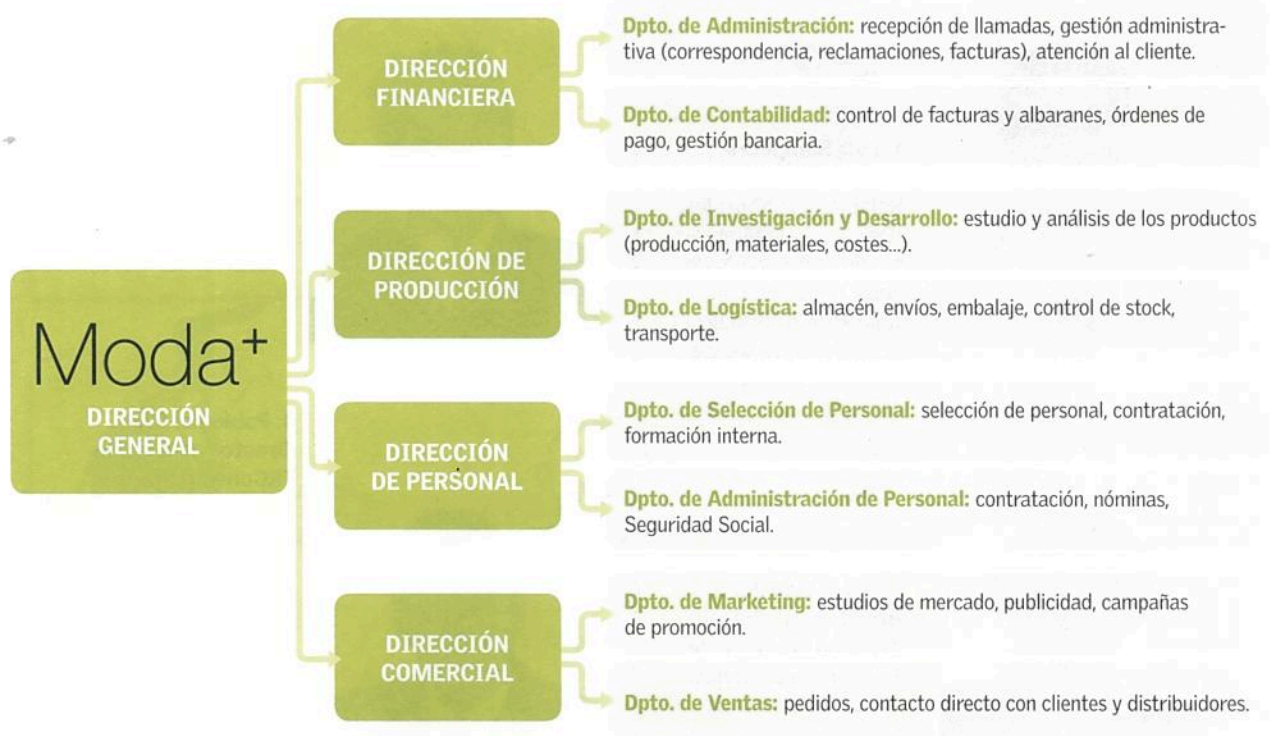 Moda+
DIRECCIÓN
GENERAL
DIRECCIÓN
FINANCIERA
Dpto. de Administración: recepción de llamadas, gestión administra-
tiva (correspondencia, reclamaciones, facturas), atención al cliente.
Dpto. de Contabilidad: control de facturas y albaranes, órdenes de
pago, gestión bancaria.
DIRECCIÓN DE
PRODUCCIÓN
Dpto. de Investigación y Desarrollo: estudio y análisis de los productos
(producción, materiales, costes...).
Dpto. de Logística: almacén, envíos, embalaje, control de stock,
transporte.
DIRECCIÓN
DE PERSONAL
Dpto. de Selección de Personal: selección de personal, contratación,
formación interna.
Dpto. de Administración de Personal: contratación, nóminas,
Seguridad Social.
DIRECCIÓN
COMERCIAL
Dpto. de Marketing: estudios de mercado, publicidad, campañas
de promoción.
Dpto. de Ventas: pedidos, contacto directo con clientes y distribuidores.